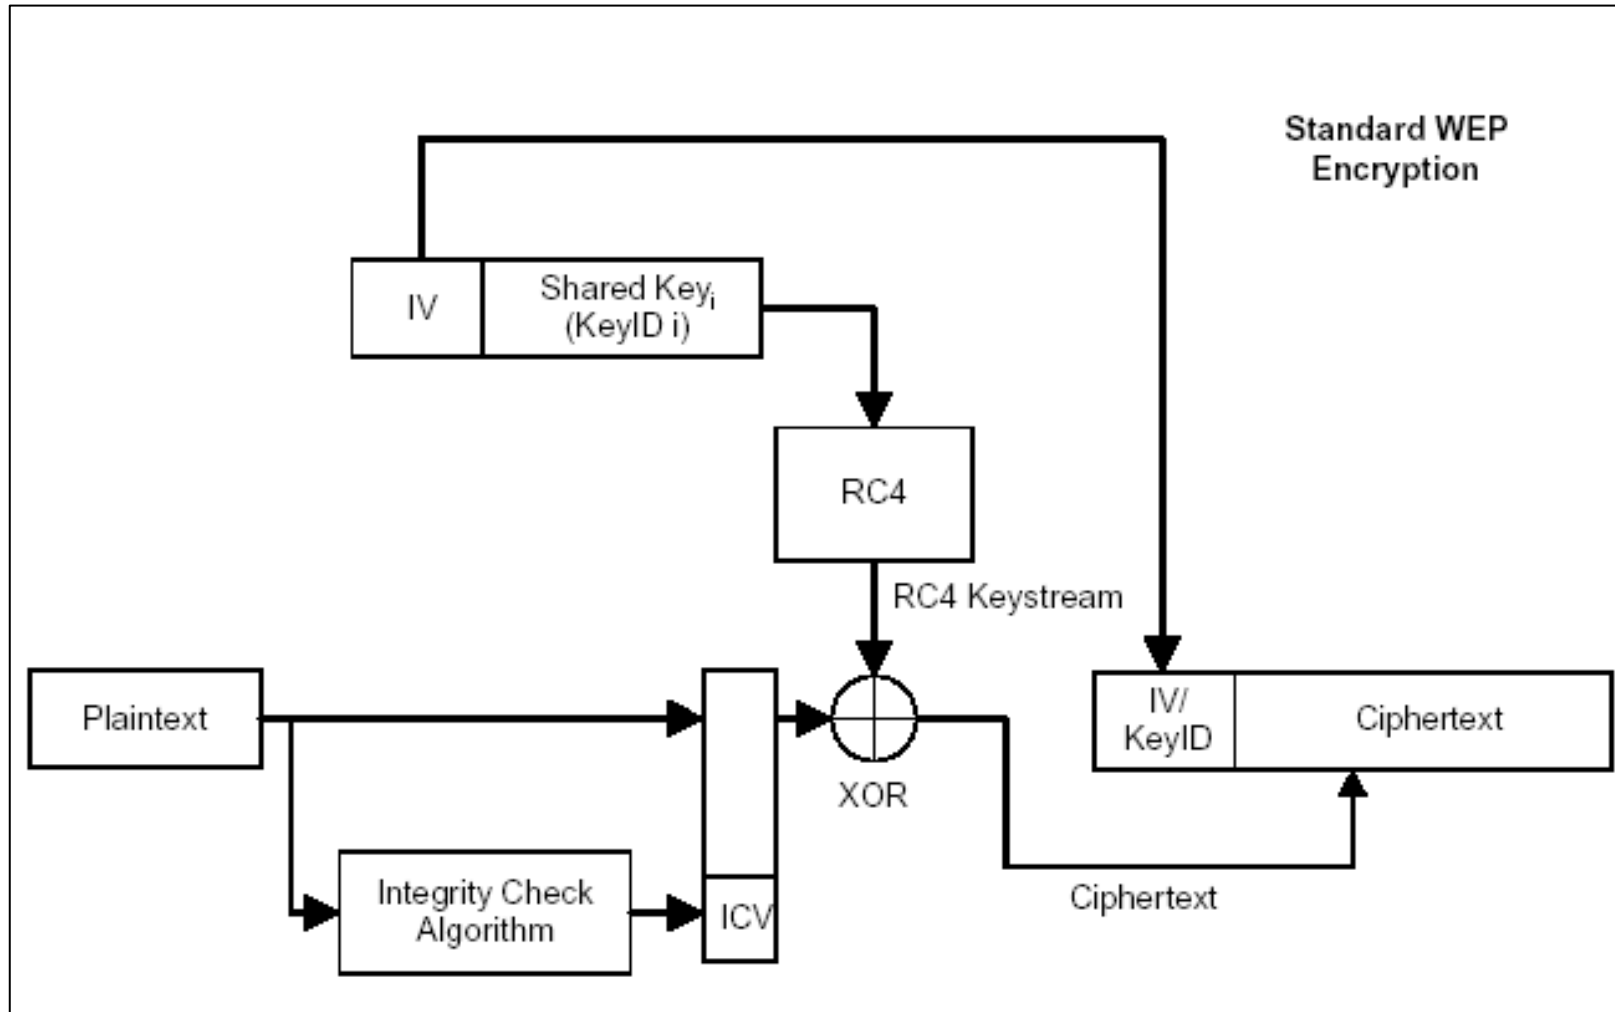 Standard WEP
Encryption
IV
Shared Keyi
(KeyID i)
RC4
RC4 Keystream
Plaintext
IV/
KeyID
Ciphertext
XOR
Integrity Check
Algorithm
ICV
Ciphertext